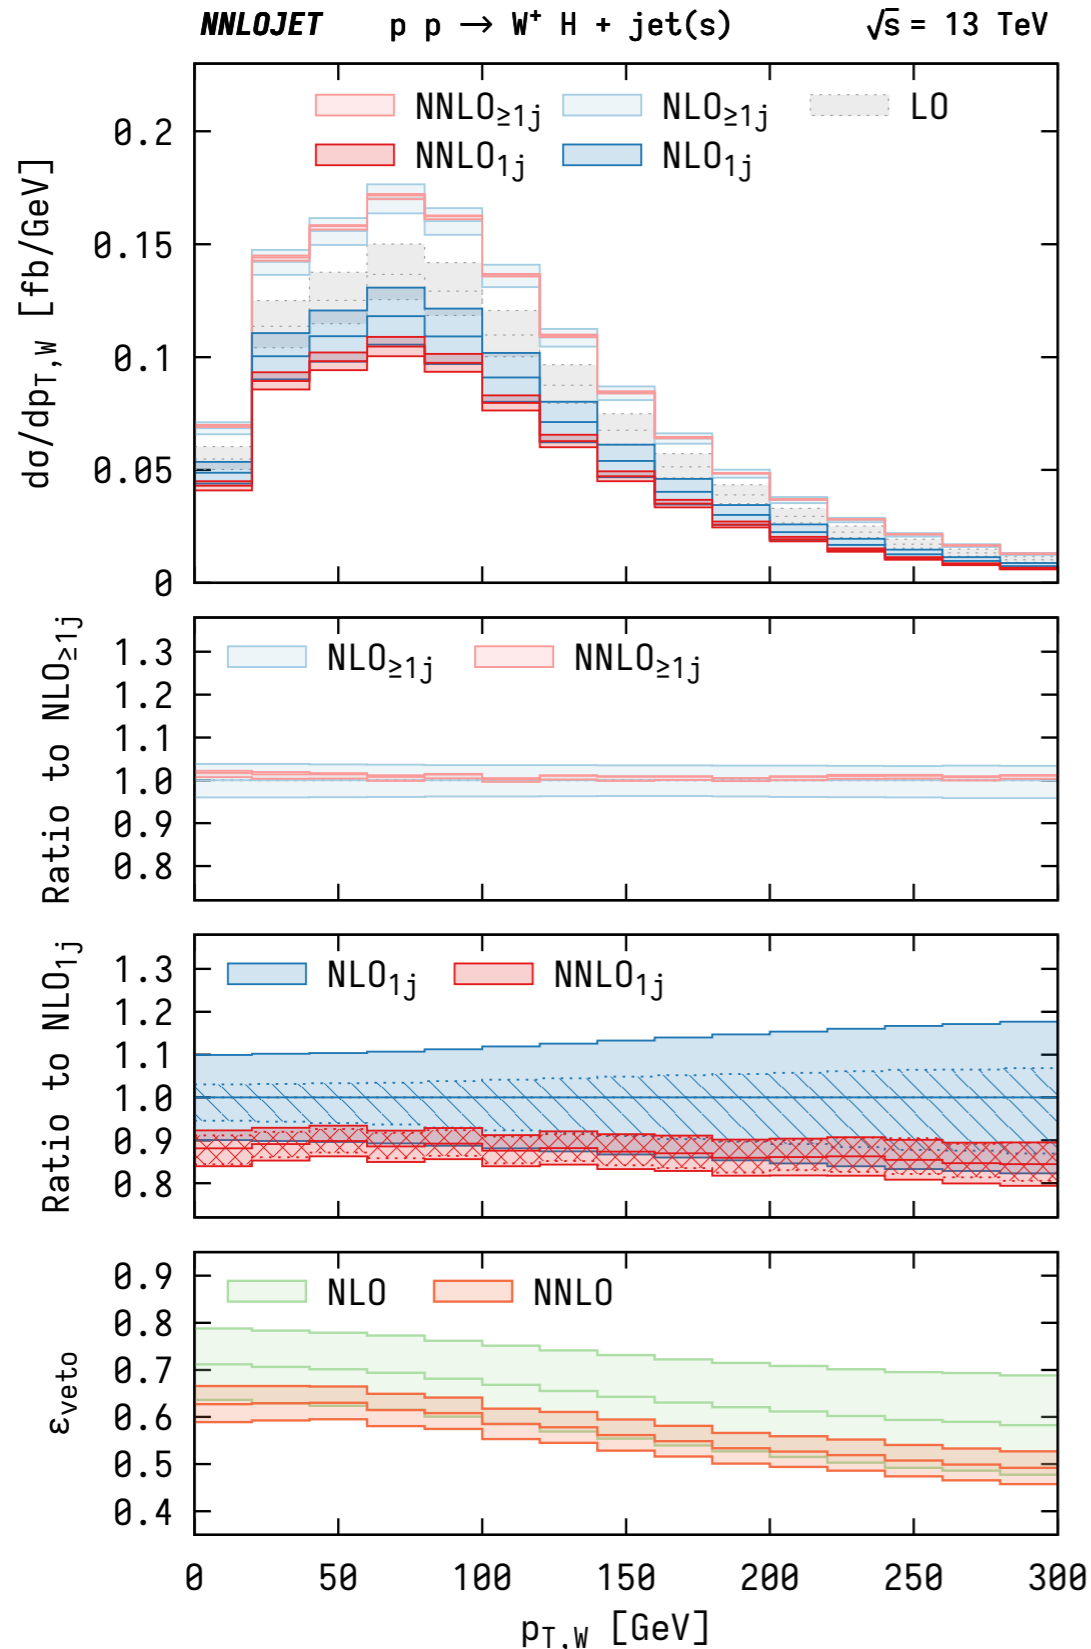 NNLOJET p p → W⁺ H + jet(s) √s = 13 TeV
NNLO≥1j NLO≥1j LO
NNLO1j NLO1j
dσ/dpT,W [fb/GeV]
0.2
0.15
0.1
0.05
0
Ratio to NLO≥1j
NLO≥1j NNLO≥1j
1.3
1.2
1.1
1.0
0.9
0.8
Ratio to NLO1j
NLO1j NNLO1j
1.3
1.2
1.1
1.0
0.9
0.8
εveto
NLO NNLO
0.9
0.8
0.7
0.6
0.5
0.4
0 50 100 150 200 250 300
pT,W [GeV]